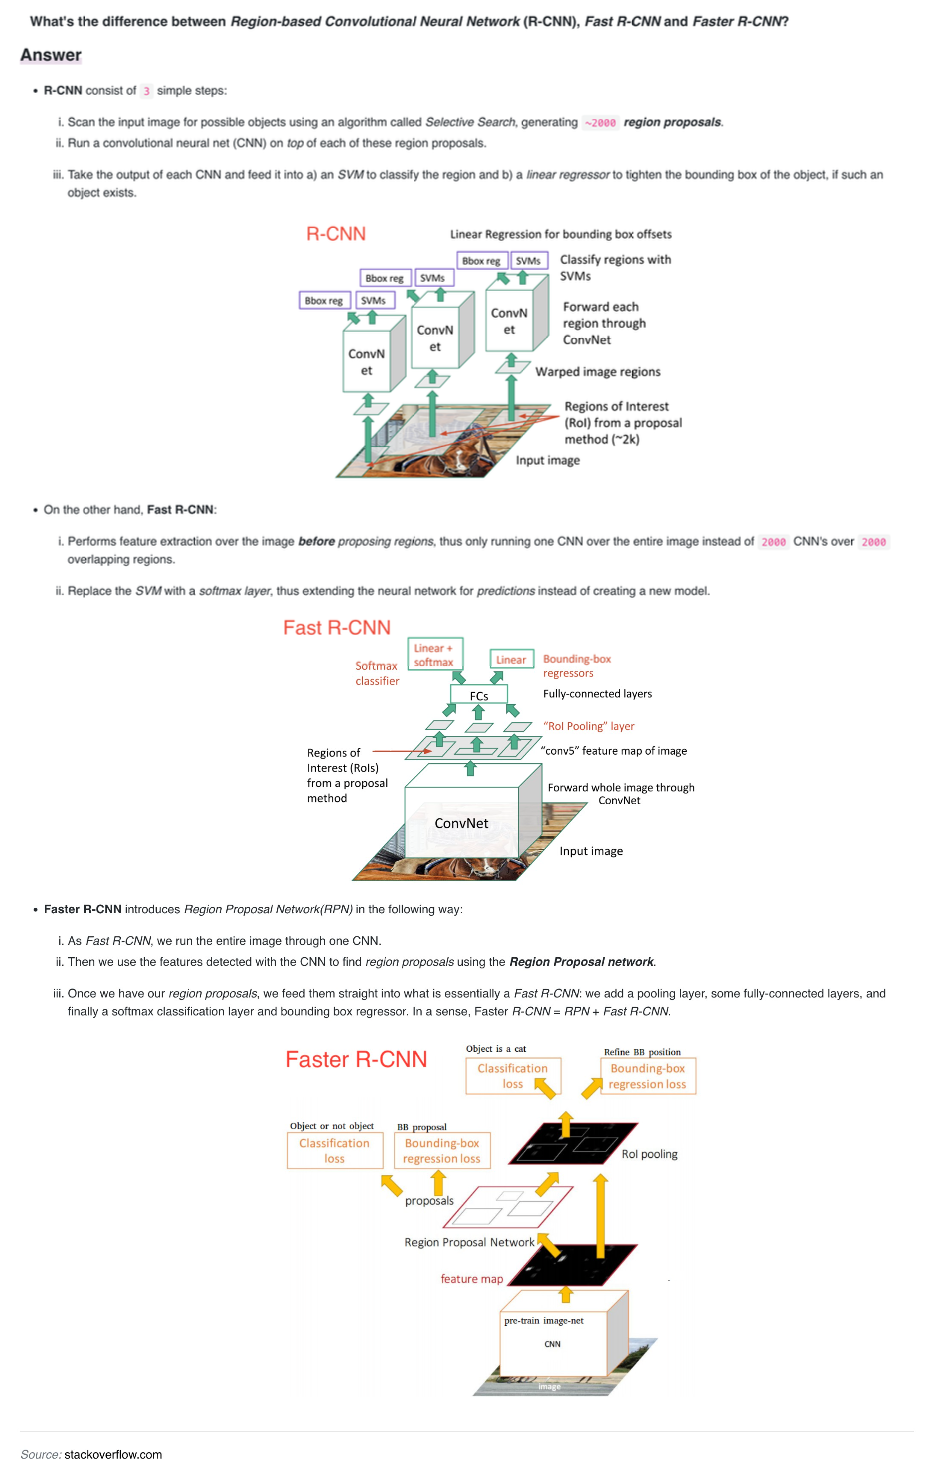 What's the difference between Region-based Convolutional Neural Network (R-CNN), Fast R-CNN and Faster R-CNN?
Answer
• R-CNN consist of 3 simple steps:
i. Scan the input image for possible objects using an algorithm called Selective Search, generating ~2000 region proposals.
ii. Run a convolutional neural net (CNN) on top of each of these region proposals.
iii. Take the output of each CNN and feed it into a) an SVM to classify the region and b) a linear regressor to tighten the bounding box of the object, if such an
object exists.
R-CNN
Linear Regression for bounding box offsets
Bbox reg SVMs
Classify regions with
SVMs
Bbox reg SVMs
Bbox reg SVMs
Forward each
region through
ConvNet
ConvN
et
ConvN
et
ConvN
et
Warped image regions
Regions of Interest
(RoI) from a proposal
method (~2k)
Input image
• On the other hand, Fast R-CNN:
i. Performs feature extraction over the image before proposing regions, thus only running one CNN over the entire image instead of 2000 CNN's over 2000
overlapping regions.
ii. Replace the SVM with a softmax layer, thus extending the neural network for predictions instead of creating a new model.
Fast R-CNN
Linear +
softmax
Softmax
classifier
Linear
Bounding-box
regressors
FCs
Fully-connected layers
"RoI Pooling" layer
Regions of
Interest (RoIs)
from a proposal
method
"conv5" feature map of image
Forward whole image through
ConvNet
ConvNet
Input image
• Faster R-CNN introduces Region Proposal Network(RPN) in the following way:
i. As Fast R-CNN, we run the entire image through one CNN.
ii. Then we use the features detected with the CNN to find region proposals using the Region Proposal network.
iii. Once we have our region proposals, we feed them straight into what is essentially a Fast R-CNN: we add a pooling layer, some fully-connected layers, and
finally a softmax classification layer and bounding box regressor. In a sense, Faster R-CNN = RPN + Fast R-CNN.
Faster R-CNN
Object is a cat
Refine BB position
Classification
loss
Bounding-box
regression loss
Object or not object
BB proposal
Classification
loss
Bounding-box
regression loss
RoI pooling
proposals
Region Proposal Network
feature map
pre-train image-net
CNN
image
Source: stackoverflow.com